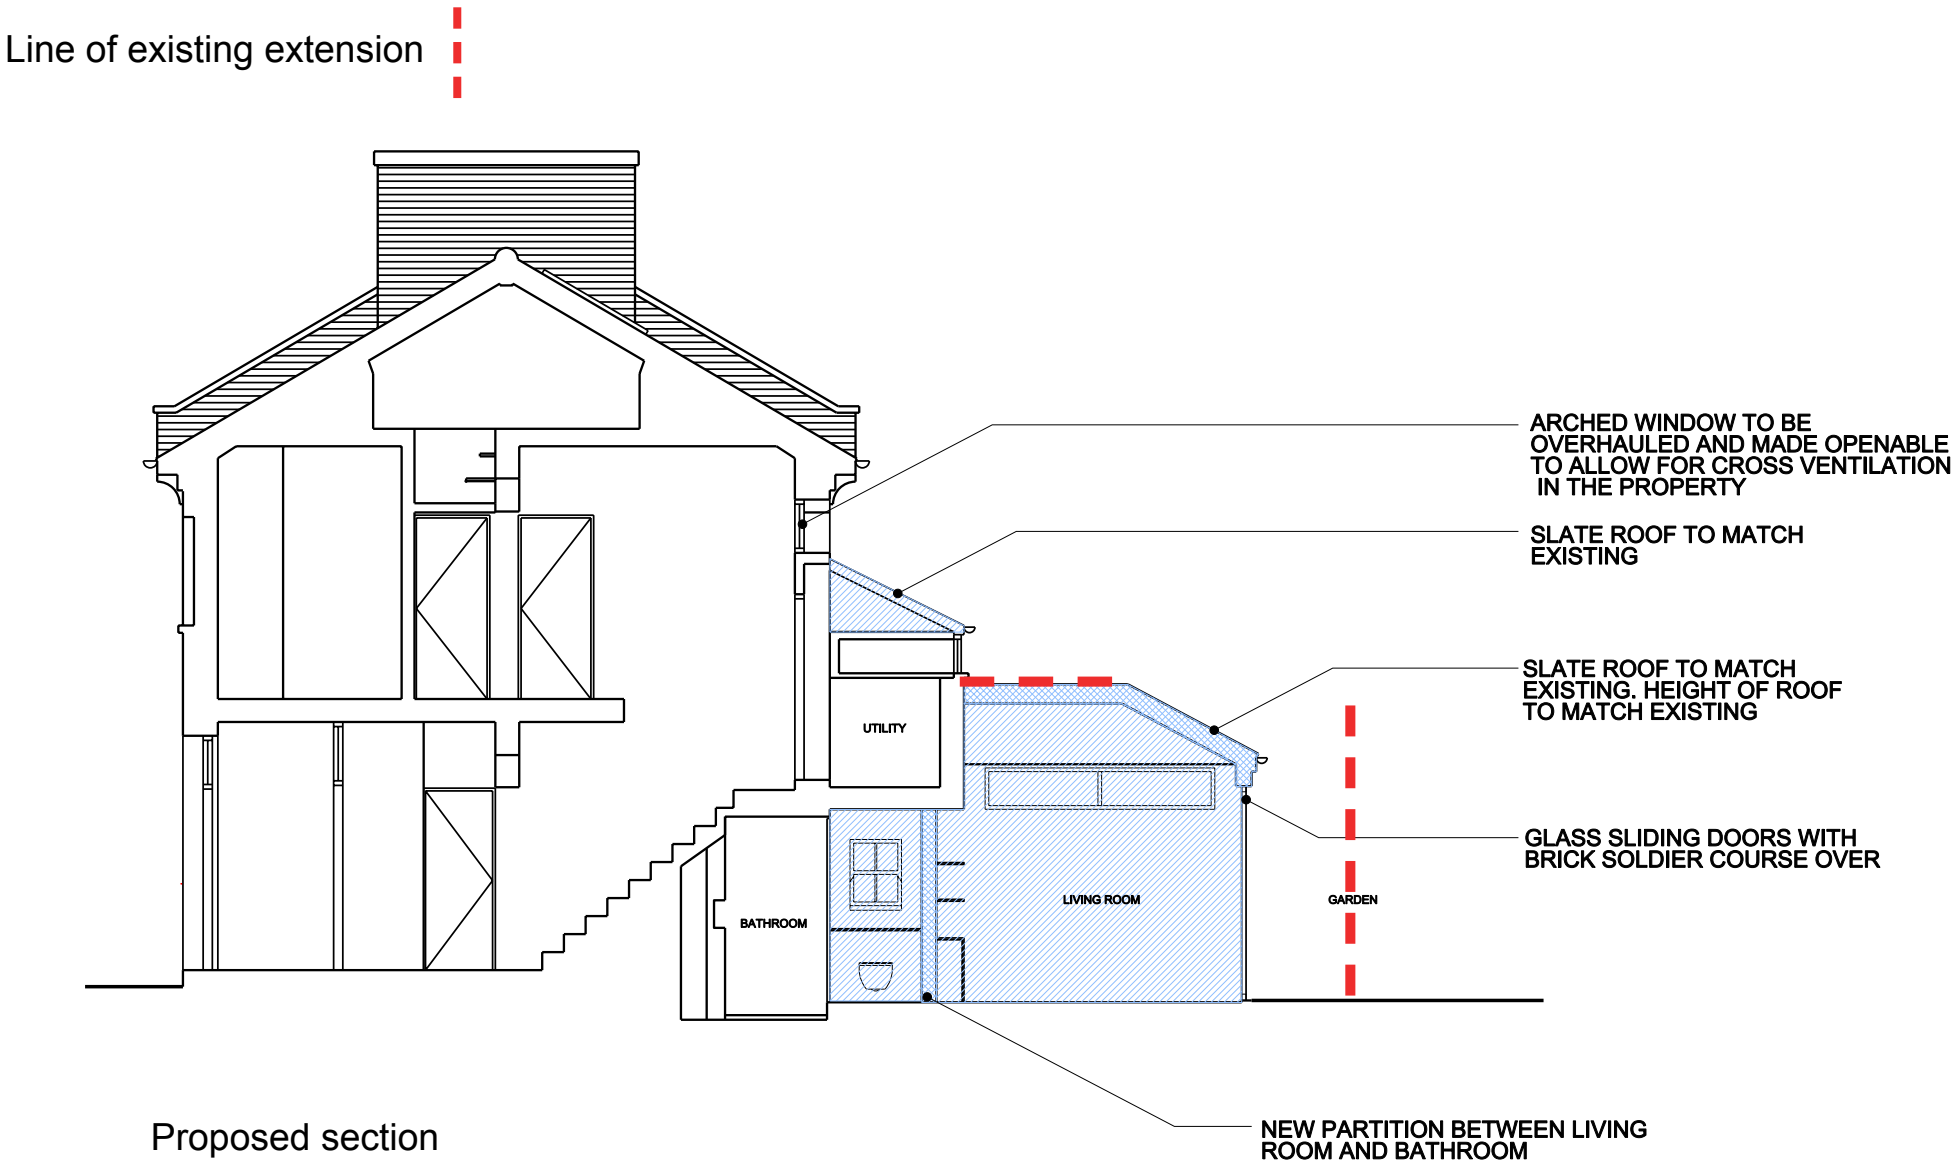 Line of existing extension
ARCHED WINDOW TO BE
OVERHAULED AND MADE OPENABLE
TO ALLOW FOR CROSS VENTILATION
IN THE PROPERTY
SLATE ROOF TO MATCH
EXISTING
SLATE ROOF TO MATCH
EXISTING. HEIGHT OF ROOF
TO MATCH EXISTING
UTILITY
GLASS SLIDING DOORS WITH
BRICK SOLDIER COURSE OVER
LIVING ROOM
GARDEN
BATHROOM
NEW PARTITION BETWEEN LIVING
ROOM AND BATHROOM
Proposed section